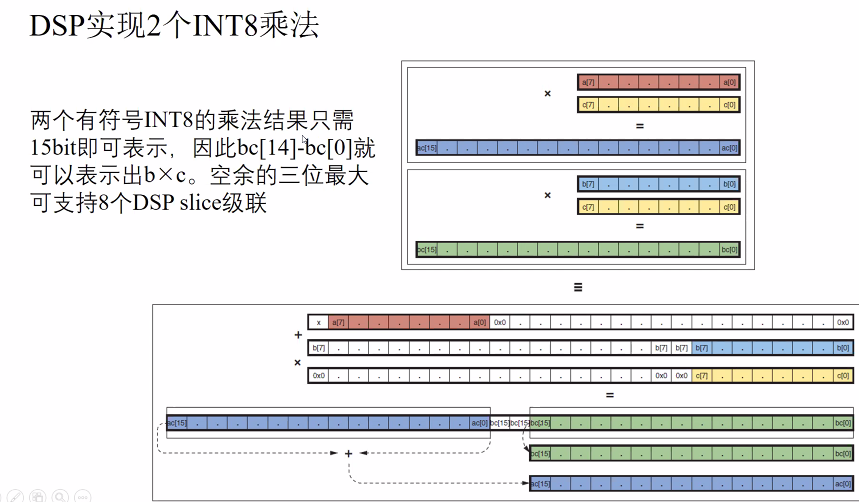 DSP实现2个INT8乘法
两个有符号INT8的乘法结果只需
15bit即可表示，因此bc[14]-bc[0]就
可以表示出b×c。空余的三位最大
可支持8个DSP slice级联
a[7] . . . . . . a[0]
×
c[7] . . . . . . c[0]
=
ac[15] . . . . . . . . . . . . . . ac[0]
b[7] . . . . . . b[0]
×
c[7] . . . . . . c[0]
=
bc[15] . . . . . . . . . . . . . . bc[0]
≡
x a[7] . . . . . . a[0] 0x0 . . . . . . . . . . . . . . . . 0x0
+
b[7] . . . . . . . . . . . . . . . . b[7] b[7] b[7] . . . . . . b[0]
×
0x0 . . . . . . . . . . . . . . . . 0x0 0x0 c[7] . . . . . . c[0]
=
ac[15] . . . . . . . . . . . . . . ac[0] bc[15] bc[15] bc[15] . . . . . . . . . . . . . . bc[0]
+
bc[15] . . . . . . . . . . . . . . bc[0]
ac[15] . . . . . . . . . . . . . . ac[0]